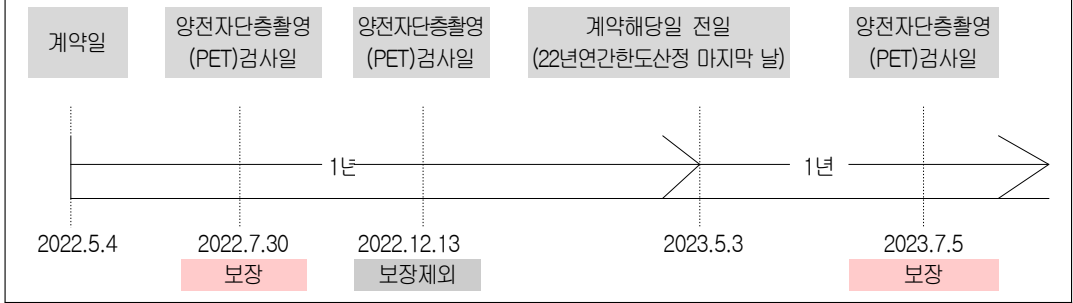 계약일
양전자단층촬영
(PET)검사일
양전자단층촬영
(PET)검사일
계약해당일 전일
(22년연간한도산정 마지막 날)
양전자단층촬영
(PET)검사일
1년
1년
2022.5.4
2022.7.30
2022.12.13
2023.5.3
2023.7.5
보장
보장제외
보장